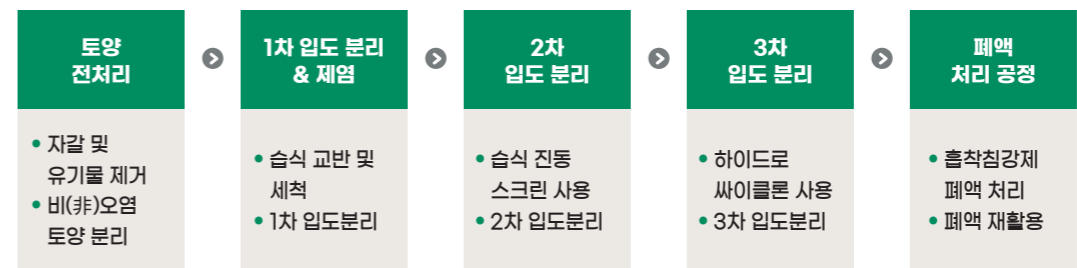 토양
전처리
1차 입도 분리
& 제염
2차
입도 분리
3차
입도 분리
폐액
처리 공정
• 자갈 및
유기물 제거
• 비(非)오염
토양 분리
• 습식 교반 및
세척
• 1차 입도분리
• 습식 진동
스크린 사용
• 2차 입도분리
• 하이드로
싸이클론 사용
• 3차 입도분리
• 흡착침강제
폐액 처리
• 폐액 재활용